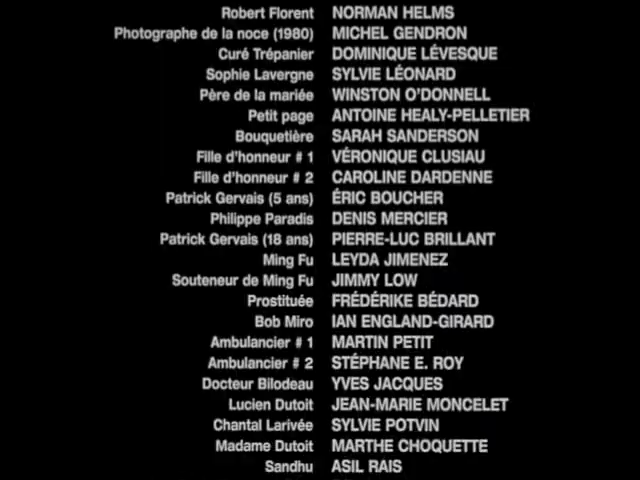 Robert Florent NORMAN HELMS
Photographe de la noce (1980) MICHEL GENDRON
Curé Trépanier DOMINIQUE LÉVESQUE
Sophie Lavergne SYLVIE LÉONARD
Père de la mariée WINSTON O'DONNELL
Petit page ANTOINE HEALY-PELLETIER
Bouquetière SARAH SANDERSON
Fille d'honneur # 1 VÉRONIQUE CLUSIAU
Fille d'honneur # 2 CAROLINE DARDENNE
Patrick Gervais (5 ans) ÉRIC BOUCHER
Philippe Paradis DENIS MERCIER
Patrick Gervais (18 ans) PIERRE-LUC BRILLANT
Ming Fu LEYDA JIMENEZ
Souteneur de Ming Fu JIMMY LOW
Prostituée FRÉDÉRIKE BÉDARD
Bob Miro IAN ENGLAND-GIRARD
Ambulancier # 1 MARTIN PETIT
Ambulancier # 2 STÉPHANE E. ROY
Docteur Bilodeau YVES JACQUES
Lucien Dutoit JEAN-MARIE MONCELET
Chantal Larivée SYLVIE POTVIN
Madame Dutoit MARTHE CHOQUETTE
Sandhu ASIL RAIS